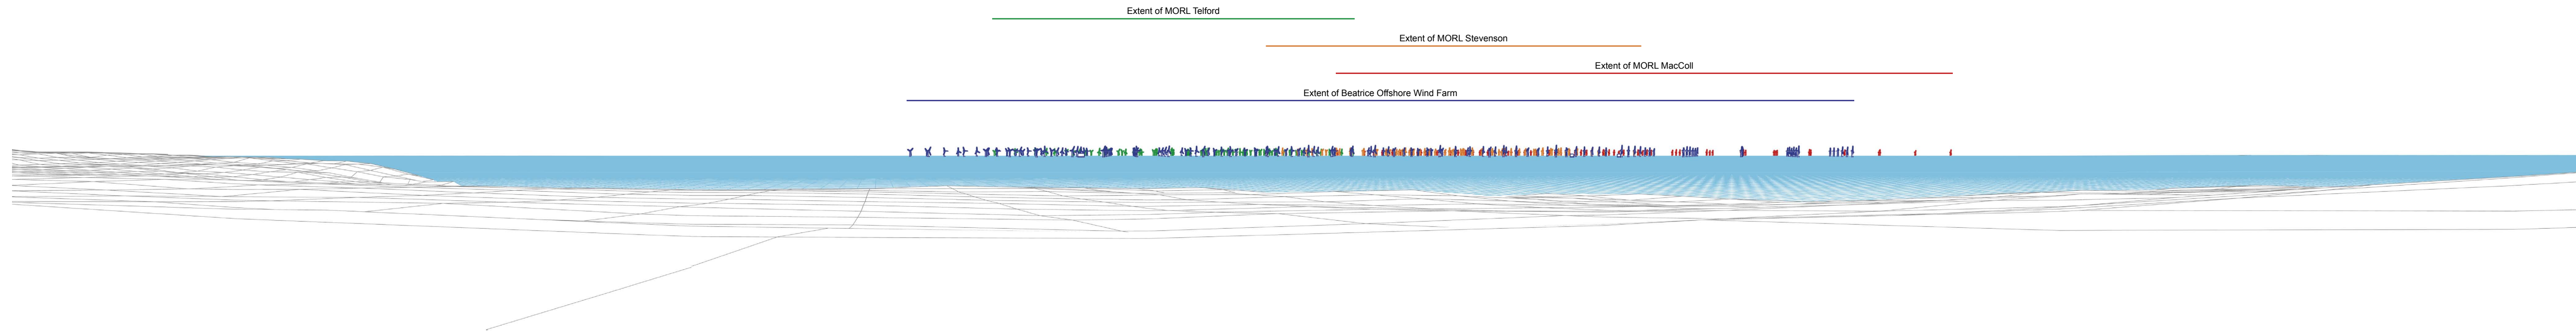 Extent of MORL Telford
Extent of MORL Stevenson
Extent of MORL MacColl
Extent of Beatrice Offshore Wind Farm